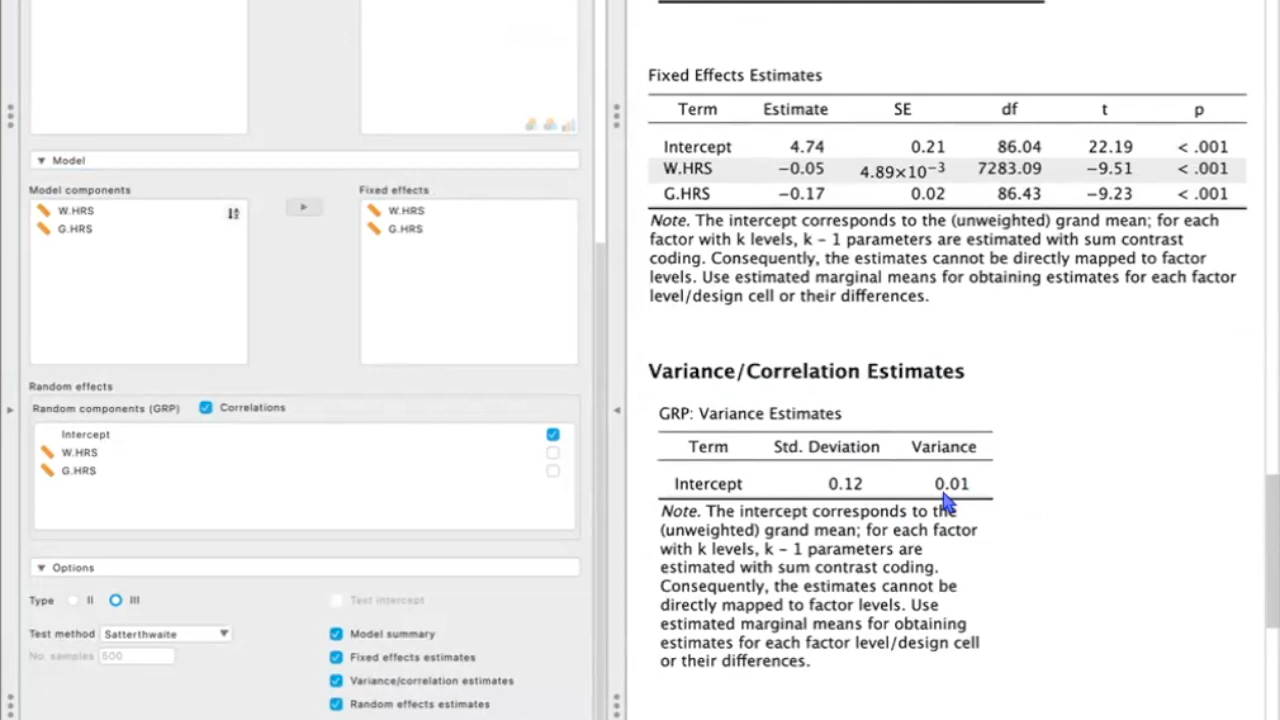 Model
Model components
Fixed effects
W.HRS
G.HRS
W.HRS
G.HRS
Random effects
Random components (GRP) Correlations
Intercept
W.HRS
G.HRS
Options
Type II III Test intercept
Test method Satterthwaite
No. samples 500
Model summary
Fixed effects estimates
Variance/correlation estimates
Random effects estimates
Fixed Effects Estimates
Term Estimate SE df t p
Intercept 4.74 0.21 86.04 22.19 < .001
W.HRS −0.05 4.89×10⁻³ 7283.09 −9.51 < .001
G.HRS −0.17 0.02 86.43 −9.23 < .001
Note. The intercept corresponds to the (unweighted) grand mean; for each
factor with k levels, k − 1 parameters are estimated with sum contrast
coding. Consequently, the estimates cannot be directly mapped to factor
levels. Use estimated marginal means for obtaining estimates for each factor
level/design cell or their differences.
Variance/Correlation Estimates
GRP: Variance Estimates
Term Std. Deviation Variance
Intercept 0.12 0.01
Note. The intercept corresponds to the
(unweighted) grand mean; for each factor
with k levels, k − 1 parameters are
estimated with sum contrast coding.
Consequently, the estimates cannot be
directly mapped to factor levels. Use
estimated marginal means for obtaining
estimates for each factor level/design cell
or their differences.